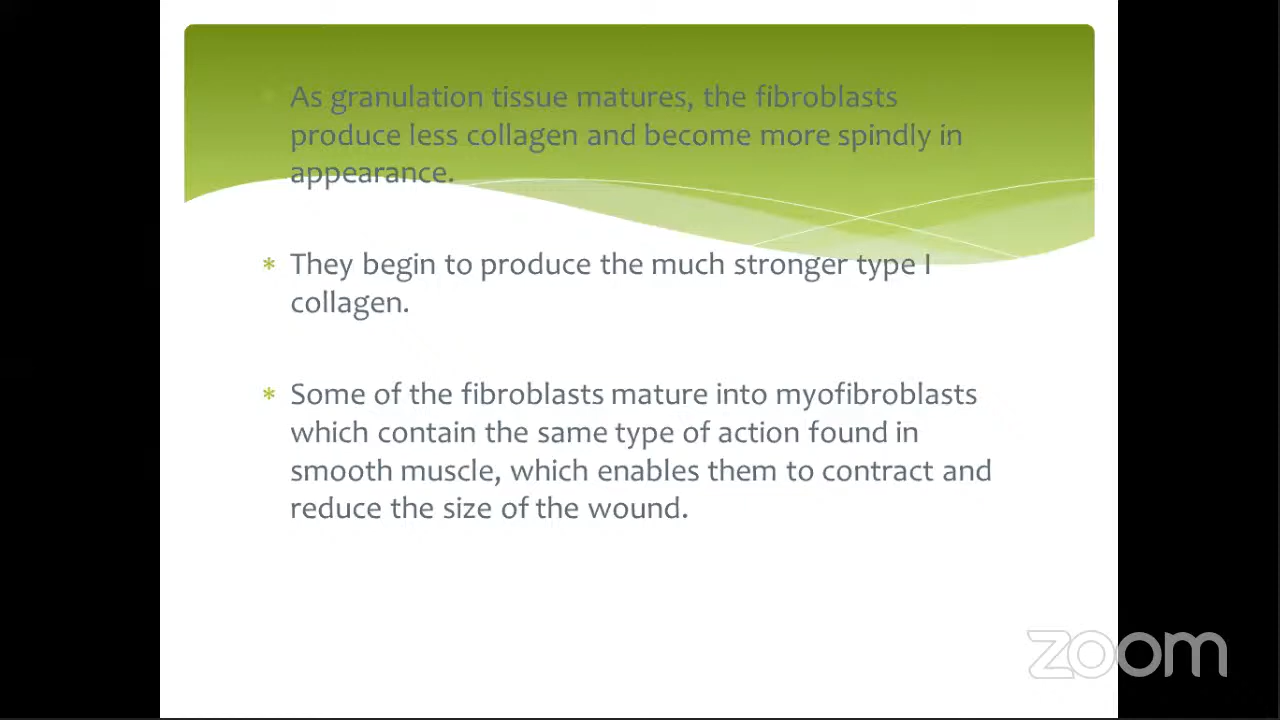 As granulation tissue matures, the fibroblasts
produce less collagen and become more spindly in
appearance.
* They begin to produce the much stronger type I
collagen.
* Some of the fibroblasts mature into myofibroblasts
which contain the same type of action found in
smooth muscle, which enables them to contract and
reduce the size of the wound.
zoom